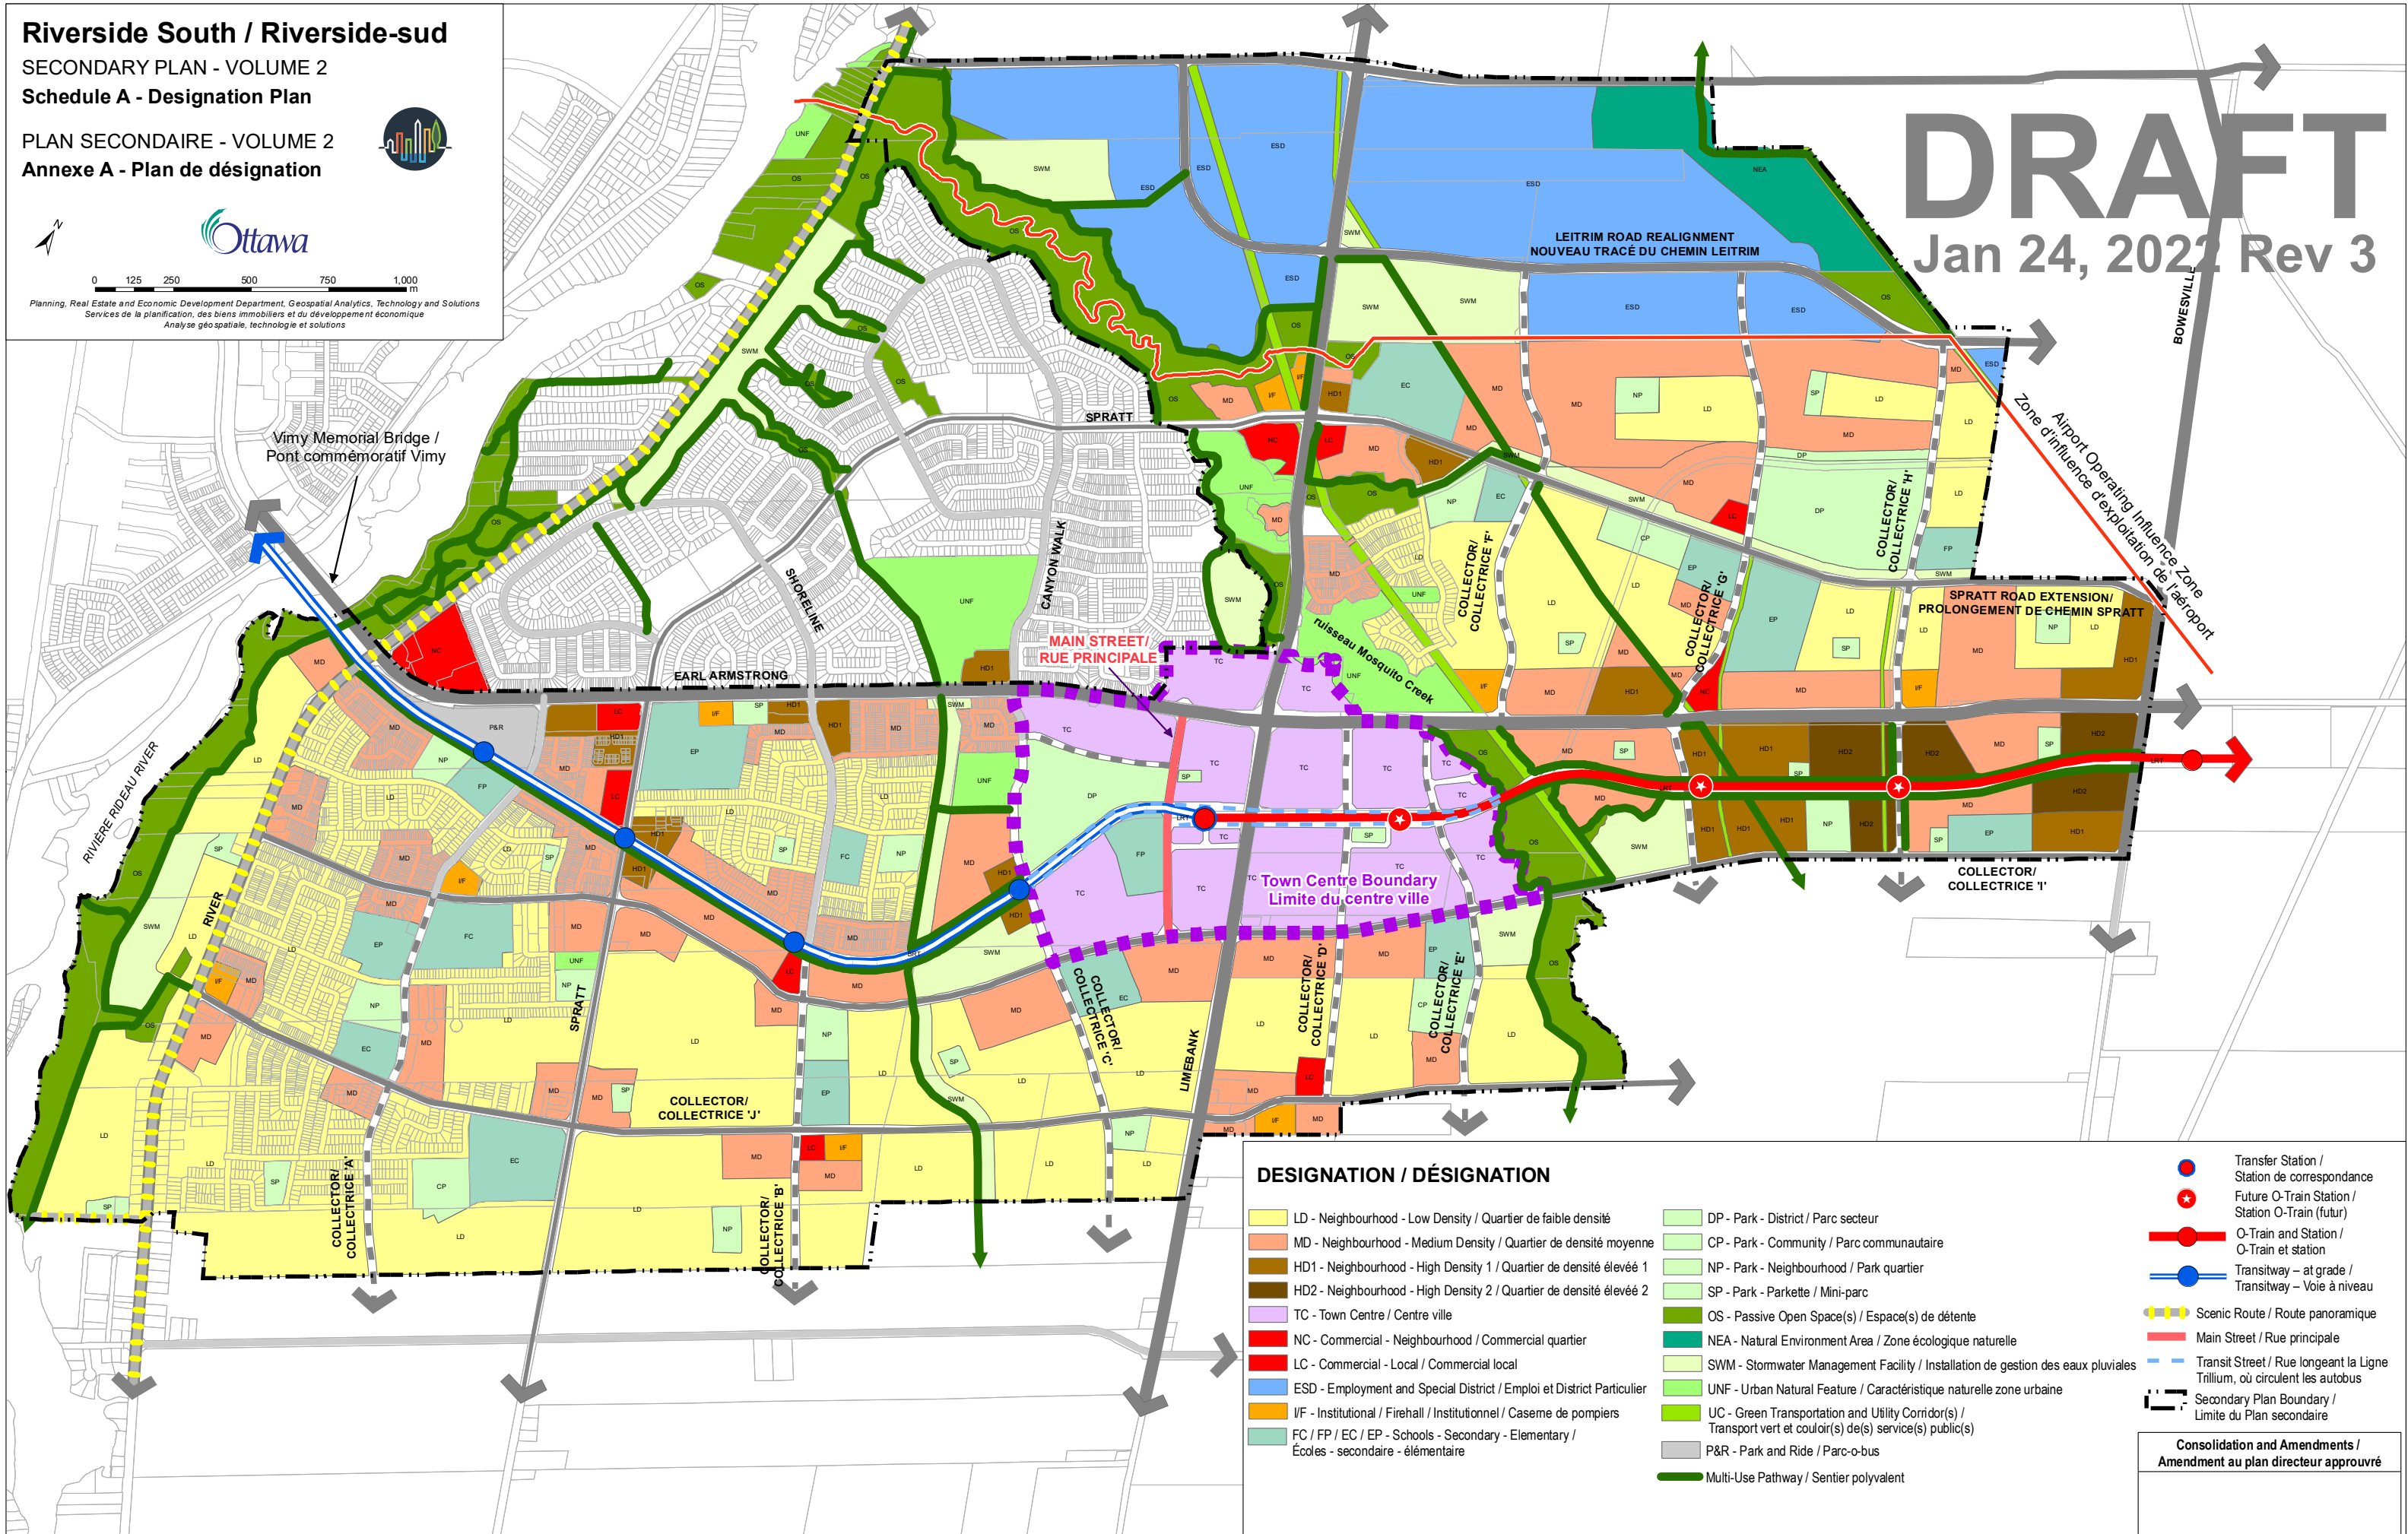 Riverside South / Riverside-sud
SECONDARY PLAN - VOLUME 2
Schedule A - Designation Plan
PLAN SECONDAIRE - VOLUME 2
Annexe A - Plan de désignation
N
Ottawa
0 125 250 500 750 1,000
m
Planning, Real Estate and Economic Development Department, Geospatial Analytics, Technology and Solutions
Services de la planification, des biens immobiliers et du développement économique
Analyse géospatiale, technologie et solutions
DRAFT
Jan 24, 2022 Rev 3
BOWESVILLE
LEITRIM ROAD REALIGNMENT
NOUVEAU TRACÉ DU CHEMIN LEITRIM
Airport Operating Influence Zone
Zone d'influence d'exploitation de l'aéroport
Vimy Memorial Bridge /
Pont commémoratif Vimy
SPRATT
CANYON WALK
SHORELINE
EARL ARMSTRONG
MAIN STREET/
RUE PRINCIPALE
ruisseau Mosquito Creek
COLLECTOR/
COLLECTRICE 'F'
COLLECTOR/
COLLECTRICE 'G'
COLLECTOR/
COLLECTRICE 'H'
SPRATT ROAD EXTENSION/
PROLONGEMENT DE CHEMIN SPRATT
RIVIÈRE RIDEAU RIVER
RIVER
SPRATT
Town Centre Boundary
Limite du centre ville
COLLECTOR/
COLLECTRICE 'I'
COLLECTOR/
COLLECTRICE 'C'
LIMEBANK
COLLECTOR/
COLLECTRICE 'D'
COLLECTOR/
COLLECTRICE 'E'
COLLECTOR/
COLLECTRICE 'J'
COLLECTOR/
COLLECTRICE 'A'
COLLECTOR/
COLLECTRICE 'B'
DESIGNATION / DÉSIGNATION
LD - Neighbourhood - Low Density / Quartier de faible densité
MD - Neighbourhood - Medium Density / Quartier de densité moyenne
HD1 - Neighbourhood - High Density 1 / Quartier de densité élevéé 1
HD2 - Neighbourhood - High Density 2 / Quartier de densité élevéé 2
TC - Town Centre / Centre ville
NC - Commercial - Neighbourhood / Commercial quartier
LC - Commercial - Local / Commercial local
ESD - Employment and Special District / Emploi et District Particulier
I/F - Institutional / Firehall / Institutionnel / Caserne de pompiers
FC / FP / EC / EP - Schools - Secondary - Elementary /
Écoles - secondaire - élémentaire
DP - Park - District / Parc secteur
CP - Park - Community / Parc communautaire
NP - Park - Neighbourhood / Park quartier
SP - Park - Parkette / Mini-parc
OS - Passive Open Space(s) / Espace(s) de détente
NEA - Natural Environment Area / Zone écologique naturelle
SWM - Stormwater Management Facility / Installation de gestion des eaux pluviales
UNF - Urban Natural Feature / Caractéristique naturelle zone urbaine
UC - Green Transportation and Utility Corridor(s) /
Transport vert et couloir(s) de(s) service(s) public(s)
P&R - Park and Ride / Parc-o-bus
Multi-Use Pathway / Sentier polyvalent
Transfer Station /
Station de correspondance
Future O-Train Station /
Station O-Train (futur)
O-Train and Station /
O-Train et station
Transitway – at grade /
Transitway – Voie à niveau
Scenic Route / Route panoramique
Main Street / Rue principale
Transit Street / Rue longeant la Ligne
Trillium, où circulent les autobus
Secondary Plan Boundary /
Limite du Plan secondaire
Consolidation and Amendments /
Amendment au plan directeur approuvré